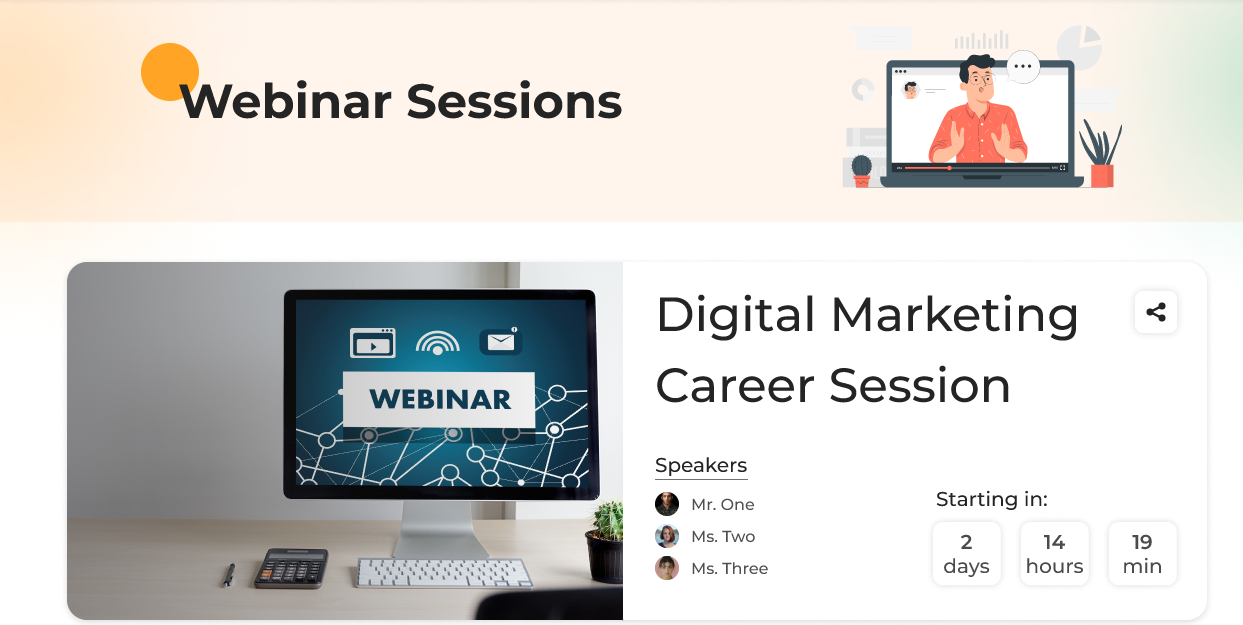 Webinar Sessions
WEBINAR
Digital Marketing
Career Session
Speakers
Mr. One
Ms. Two
Ms. Three
Starting in:
2
days
14
hours
19
min